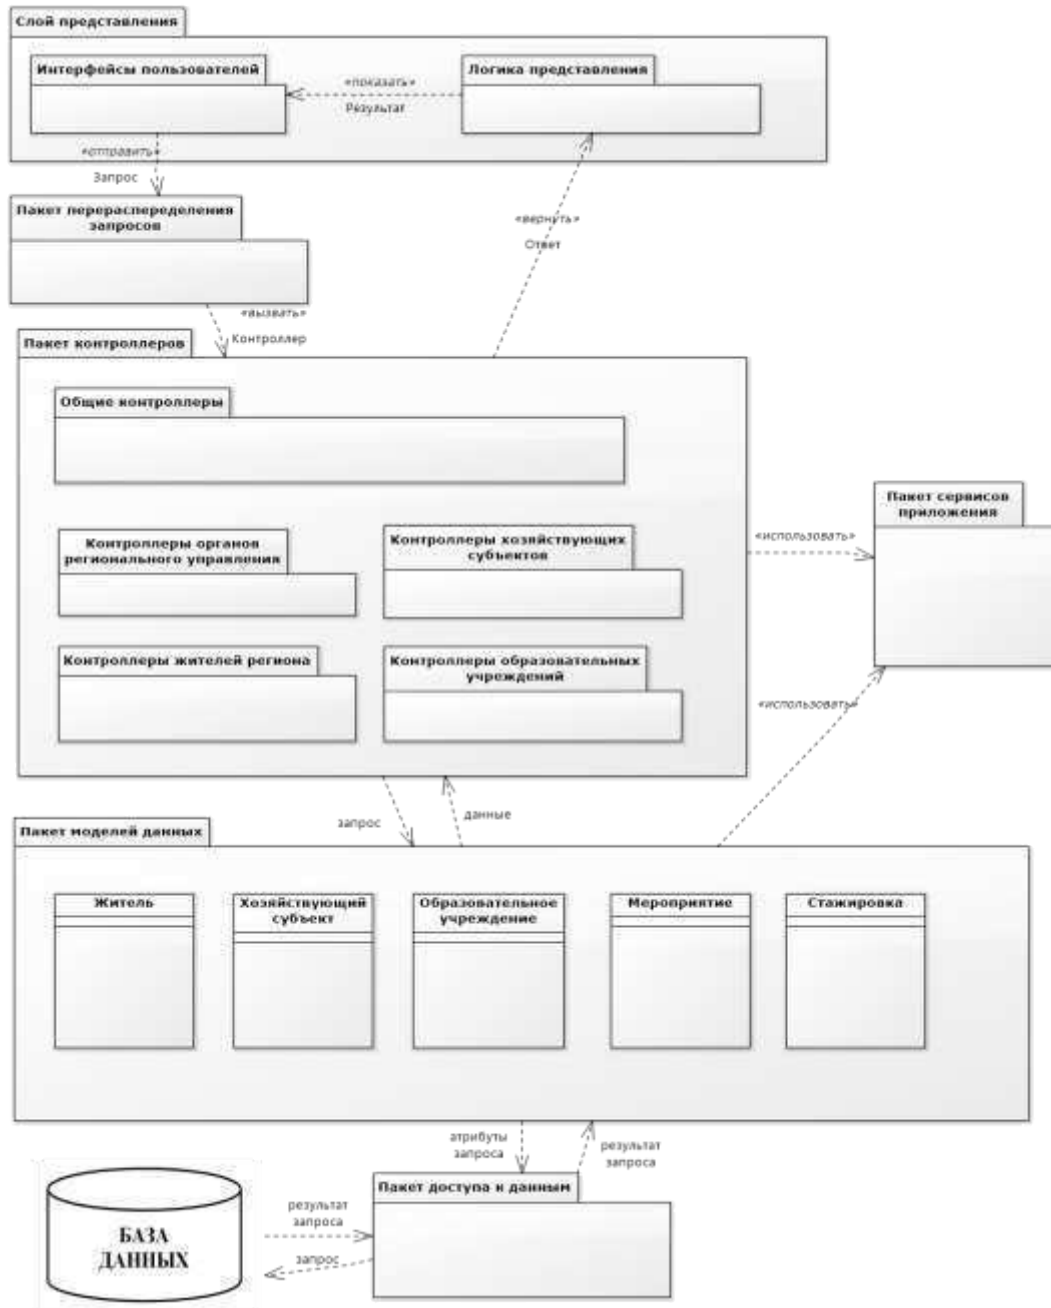 Слой представления
Интерфейсы пользователей
Логика представления
«показать»
Результат
«отправить»
Запрос
Пакет перераспеределения
запросов
«вернуть»
Ответ
«вызвать»
Контроллер
Пакет контроллеров
Общие контроллеры
Контроллеры органов
регионального управления
Контроллеры хозяйствующих
субъектов
Контроллеры жителей региона
Контроллеры образовательных
учреждений
Пакет сервисов
приложения
«использовать»
«использовать»
запрос
данные
Пакет моделей данных
Житель
Хозяйствующий
субъект
Образовательное
учреждение
Мероприятие
Стажировка
атрибуты
запроса
результат
запроса
Пакет доступа к данным
результат
запроса
запрос
БАЗА
ДАННЫХ